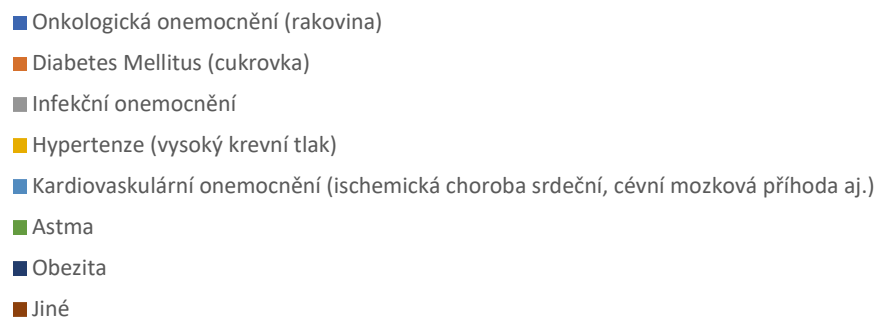 Onkologická onemocnění (rakovina)
Diabetes Mellitus (cukrovka)
Infekční onemocnění
Hypertenze (vysoký krevní tlak)
Kardiovaskulární onemocnění (ischemická choroba srdeční, cévní mozková příhoda aj.)
Astma
Obezita
Jiné